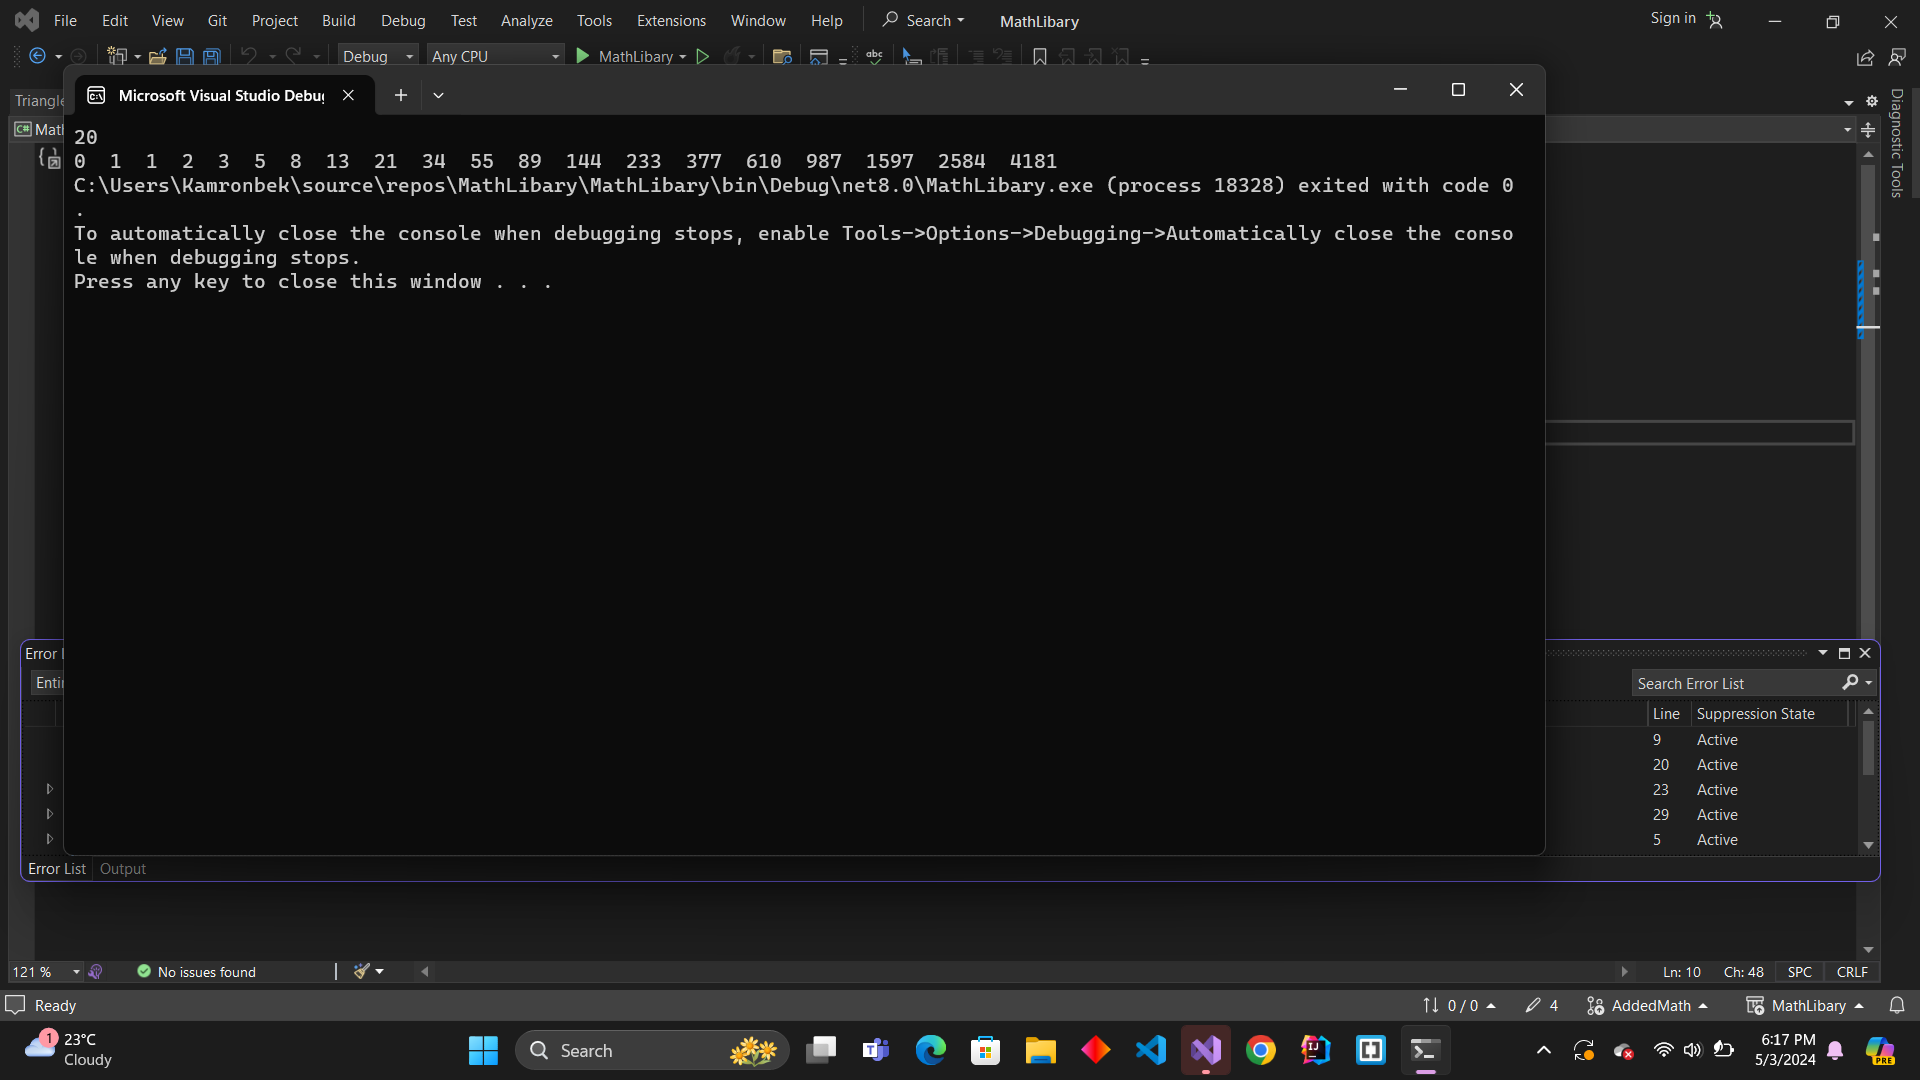 File Edit View Git Project Build Debug Test Analyze Tools Extensions Window Help Search MathLibary Sign in
Debug Any CPU MathLibary
Microsoft Visual Studio Debu
20
0 1 1 2 3 5 8 13 21 34 55 89 144 233 377 610 987 1597 2584 4181
C:\Users\Kamronbek\source\repos\MathLibary\MathLibary\bin\Debug\net8.0\MathLibary.exe (process 18328) exited with code 0
.
To automatically close the console when debugging stops, enable Tools->Options->Debugging->Automatically close the conso
le when debugging stops.
Press any key to close this window . . .
Triangle
C# Math
Diagnostic Tools
Error
Entir
Search Error List
Line Suppression State
9 Active
20 Active
23 Active
29 Active
5 Active
Error List Output
121 % No issues found Ln: 10 Ch: 48 SPC CRLF
Ready 0 / 0 4 AddedMath MathLibary
1 23°C
Cloudy
Search
6:17 PM
5/3/2024
PRE